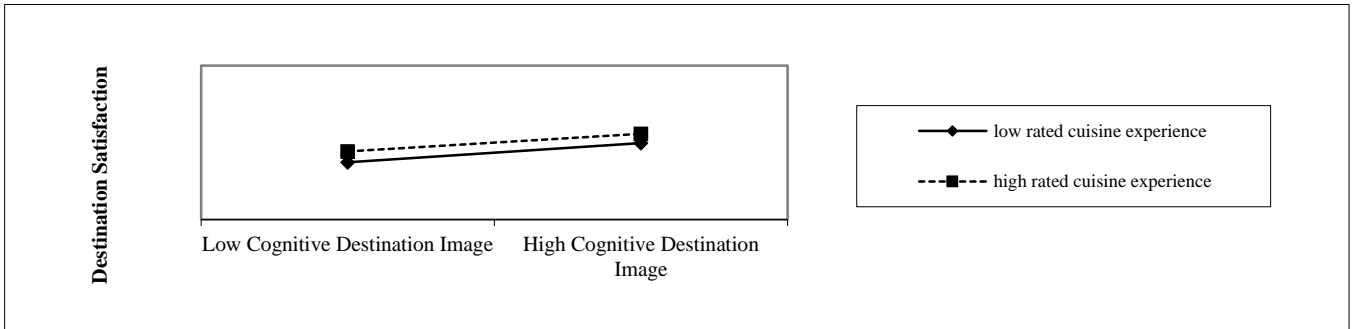 Destination Satisfaction
Low Cognitive Destination Image
High Cognitive Destination
Image
low rated cuisine experience
high rated cuisine experience